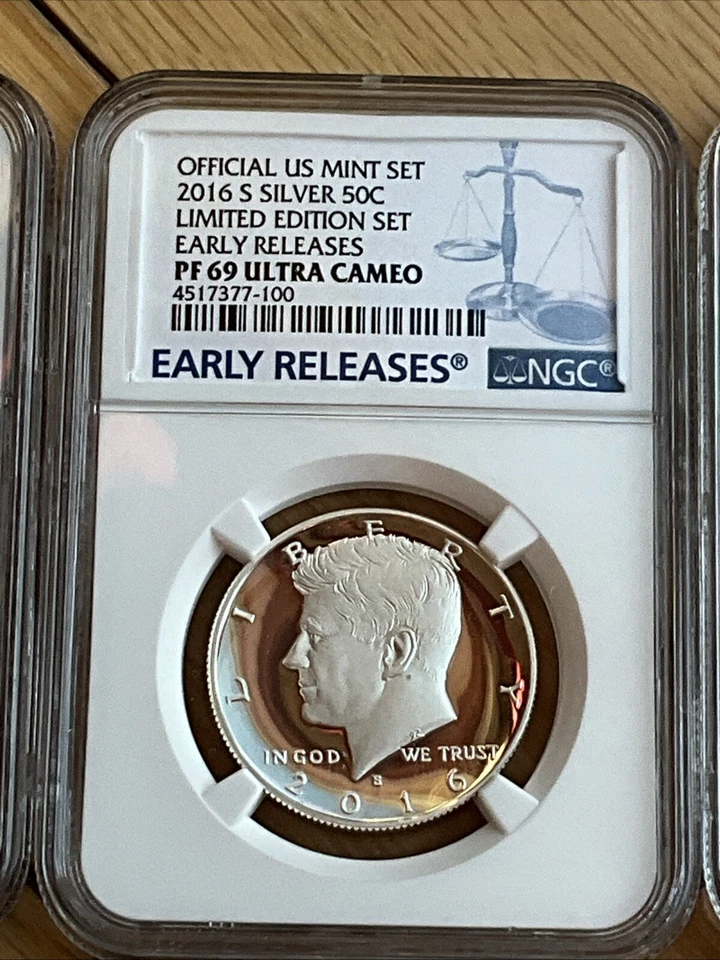 OFFICIAL US MINT SET
2016 S SILVER 50C
LIMITED EDITION SET
EARLY RELEASES
PF 69 ULTRA CAMEO
4517377-100
EARLY RELEASES®
NGC®
LIBERTY
IN GOD WE TRUST
S
2016